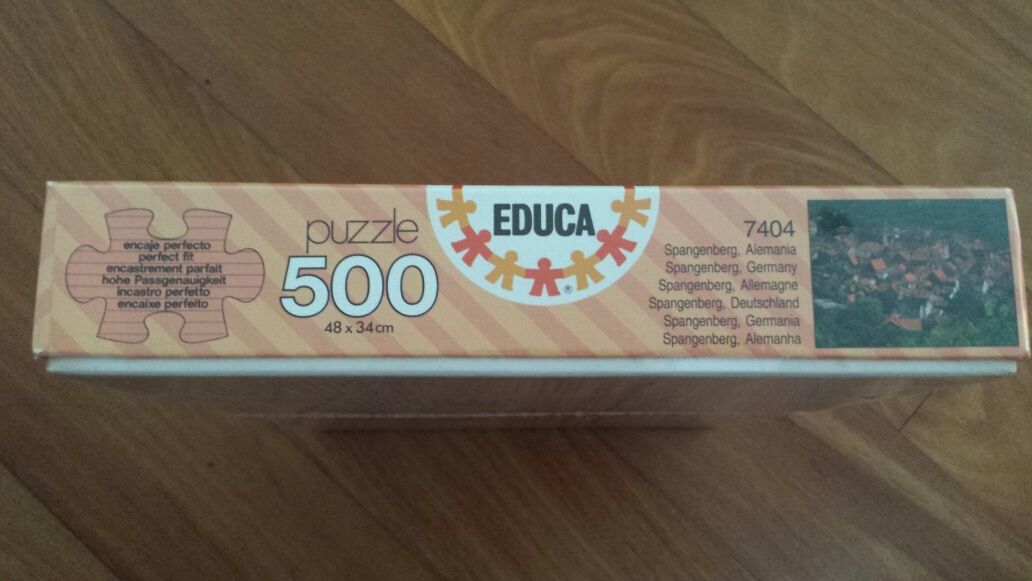 encaje perfecto
perfect fit
encastrement parfait
hohe Passgenauigkeit
incastro perfetto
encaixe perfeito
puzzle
500
48 x 34 cm
EDUCA
®
7404
Spangenberg, Alemania
Spangenberg, Germany
Spangenberg, Allemagne
Spangenberg, Deutschland
Spangenberg, Germania
Spangenberg, Alemanha